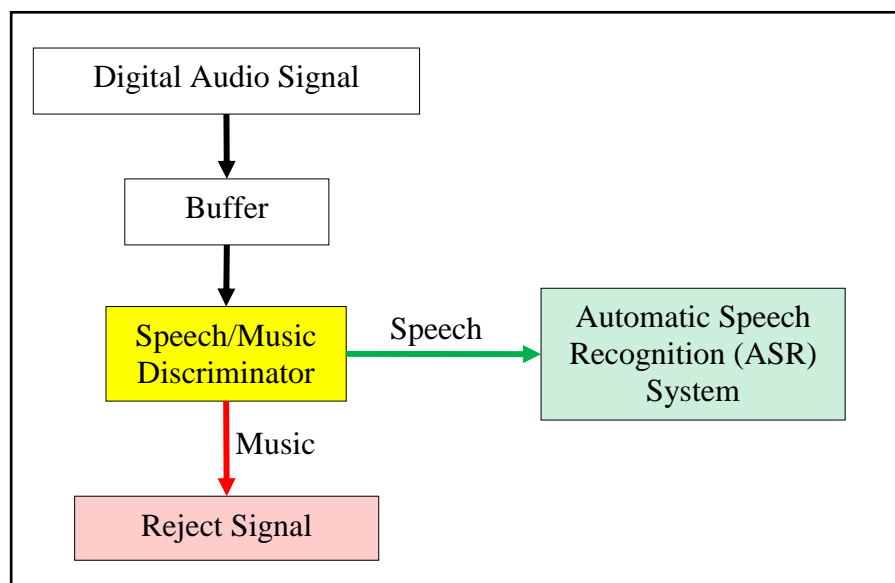 Digital Audio Signal
Buffer
Speech/Music
Discriminator
Speech
Automatic Speech
Recognition (ASR)
System
Music
Reject Signal